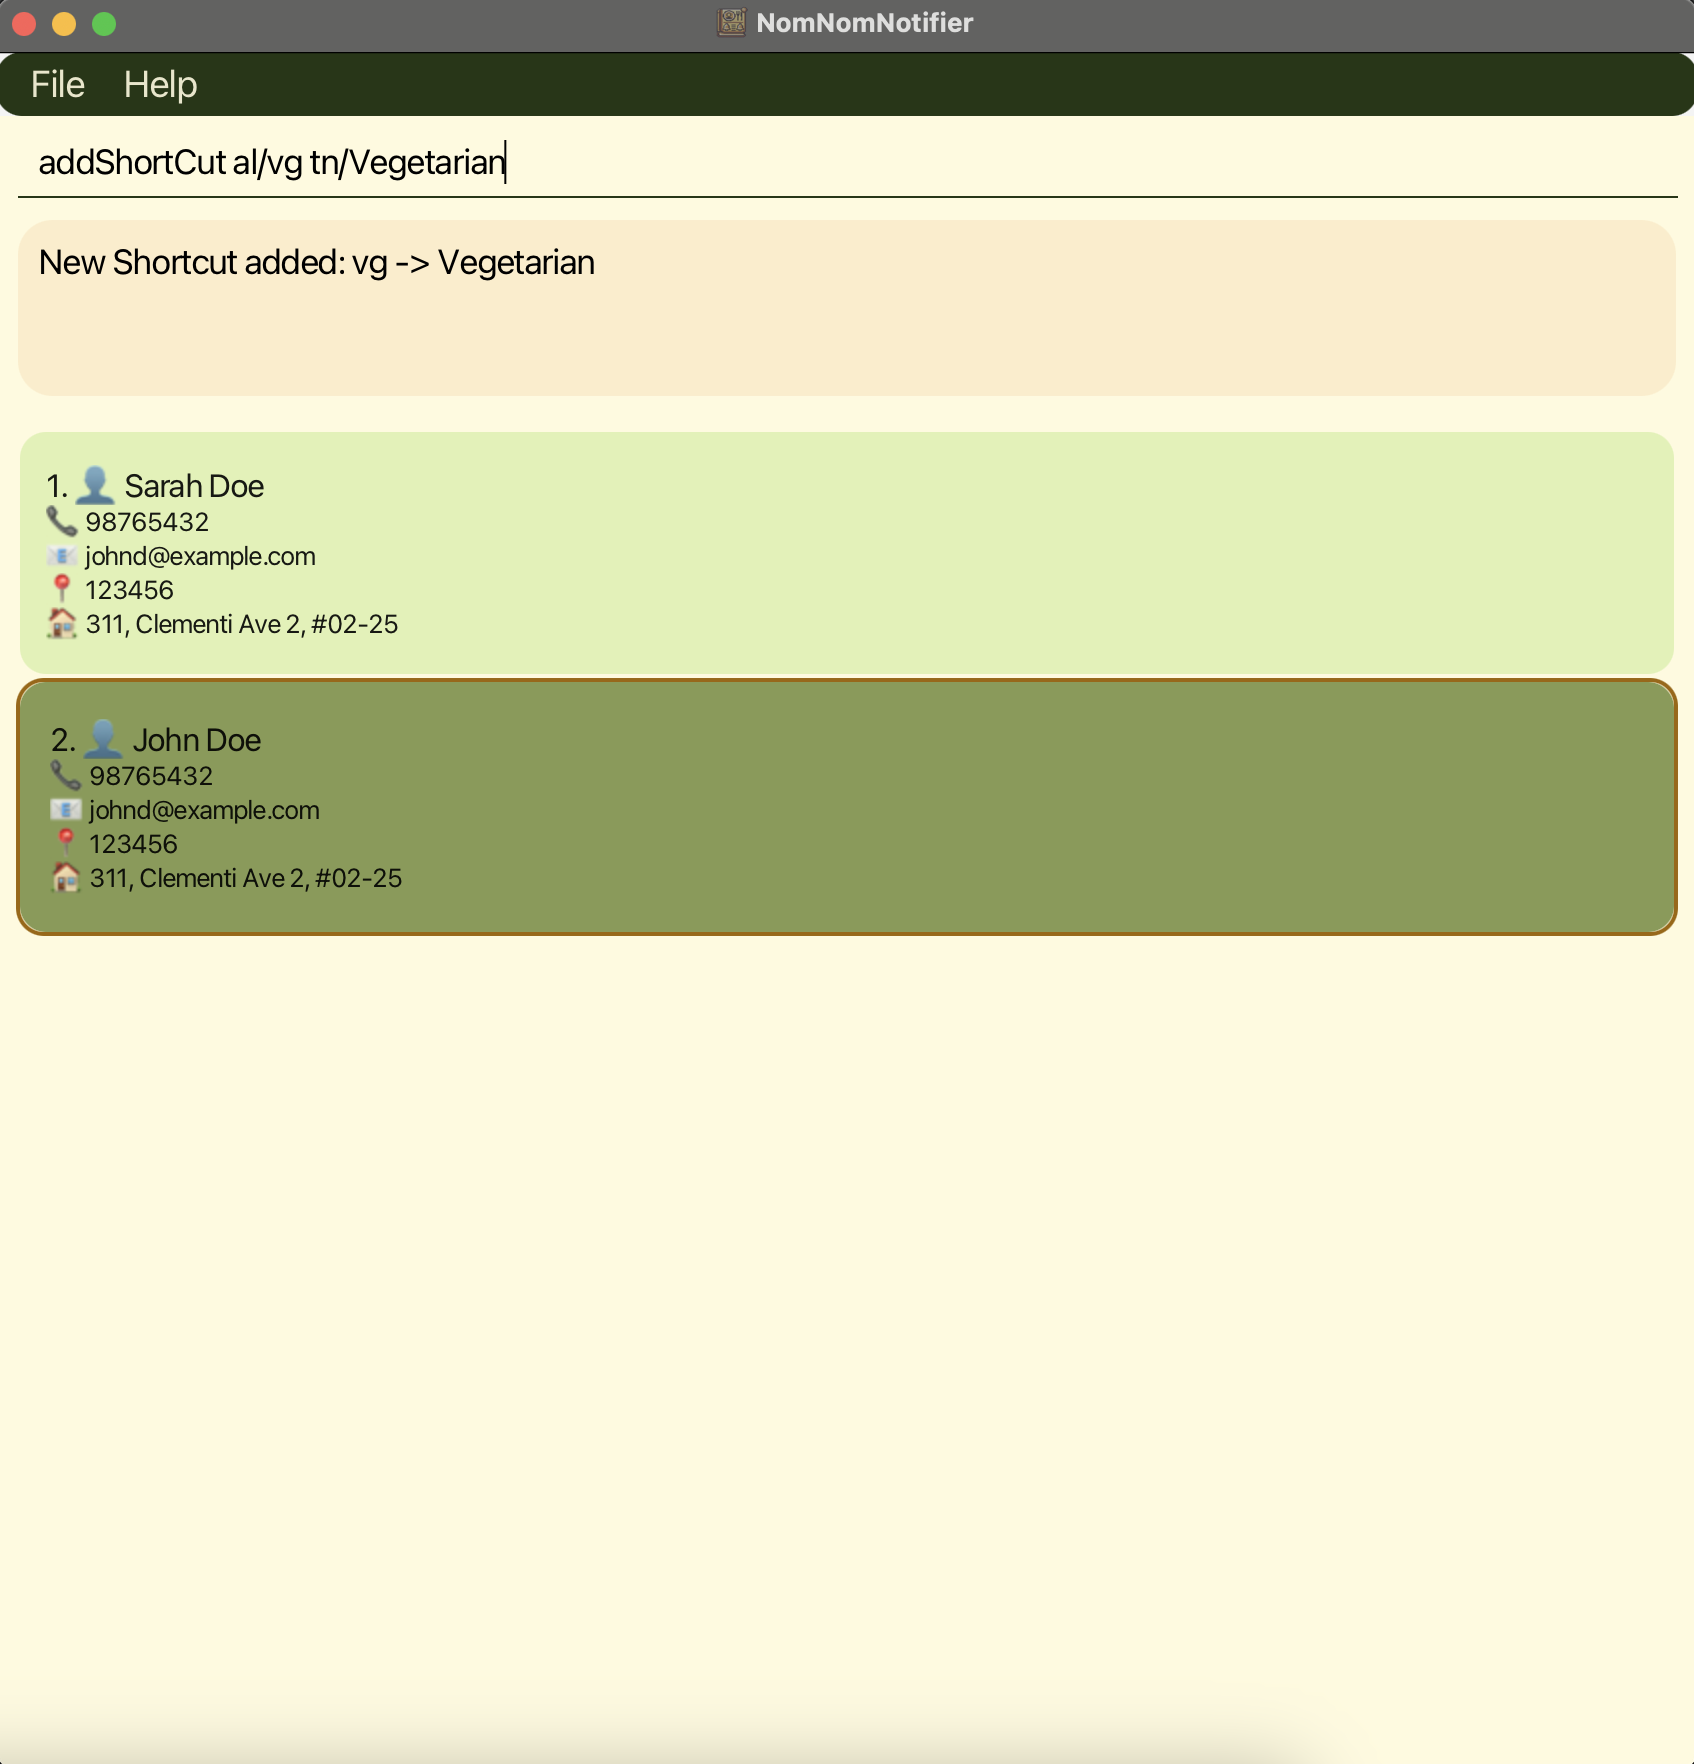 NomNomNotifier
File Help
addShortCut al/vg tn/Vegetarian
New Shortcut added: vg -> Vegetarian
1. Sarah Doe
98765432
johnd@example.com
123456
311, Clementi Ave 2, #02-25
2. John Doe
98765432
johnd@example.com
123456
311, Clementi Ave 2, #02-25